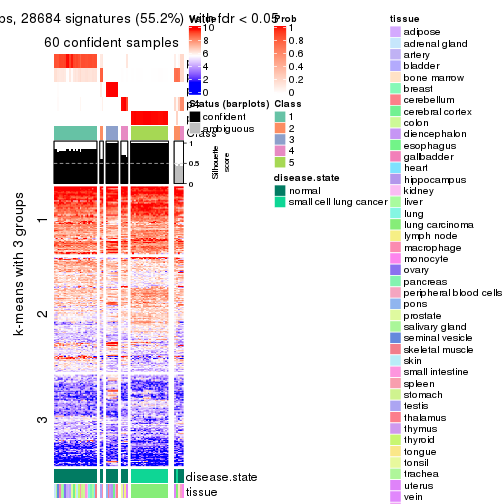 os, 28684 signatures (55.2%) with fdr < 0.05
60 confident samples
k-means with 3 groups
1
2
3
Class
1
0.5
0
Silhouette
score
disease.state
tissue
Value
10
8
6
4
2
0
Status (barplots)
confident
ambiguous
Prob
1
0.8
0.6
0.4
0.2
0
Class
1
2
3
4
5
disease.state
normal
small cell lung cancer
tissue
adipose
adrenal gland
artery
bladder
bone marrow
breast
cerebellum
cerebral cortex
colon
diencephalon
esophagus
gallbadder
heart
hippocampus
kidney
liver
lung
lung carcinoma
lymph node
macrophage
monocyte
ovary
pancreas
peripheral blood cells
pons
prostate
salivary gland
seminal vesicle
skeletal muscle
skin
small intestine
spleen
stomach
testis
thalamus
thymus
thyroid
tongue
tonsil
trachea
uterus
vein